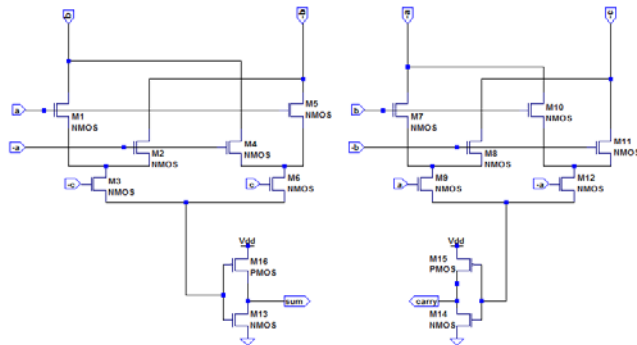 b
-b
-a
-c
a
M1
NMOS
M5
NMOS
b
M7
NMOS
M10
NMOS
-a
M2
NMOS
M4
NMOS
-b
M8
NMOS
M11
NMOS
-c
M3
NMOS
c
M6
NMOS
a
M9
NMOS
-a
M12
NMOS
Vdd
M16
PMOS
sum
M13
NMOS
Vdd
M15
PMOS
carry
M14
NMOS